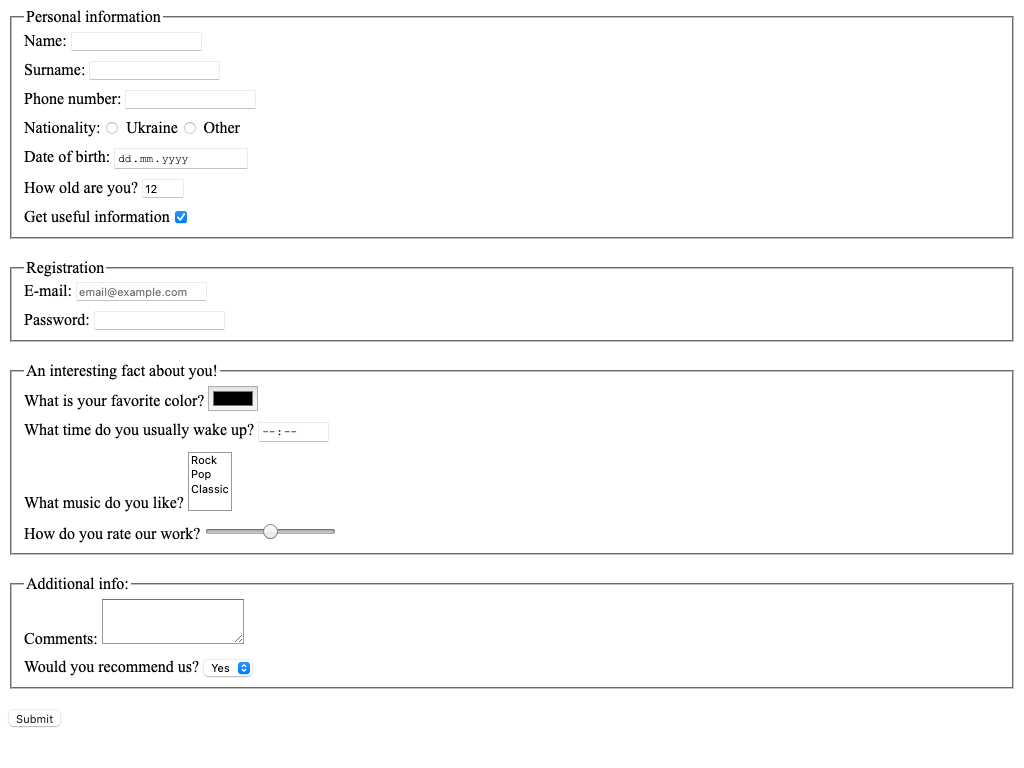 Personal information
Name:
Surname:
Phone number:
Nationality: Ukraine Other
Date of birth: dd.mm.yyyy
How old are you? 12
Get useful information
Registration
E-mail: email@example.com
Password:
An interesting fact about you!
What is your favorite color?
What time do you usually wake up? --:--
Rock
Pop
Classic
What music do you like?
How do you rate our work?
Additional info:
Comments:
Would you recommend us? Yes
Submit